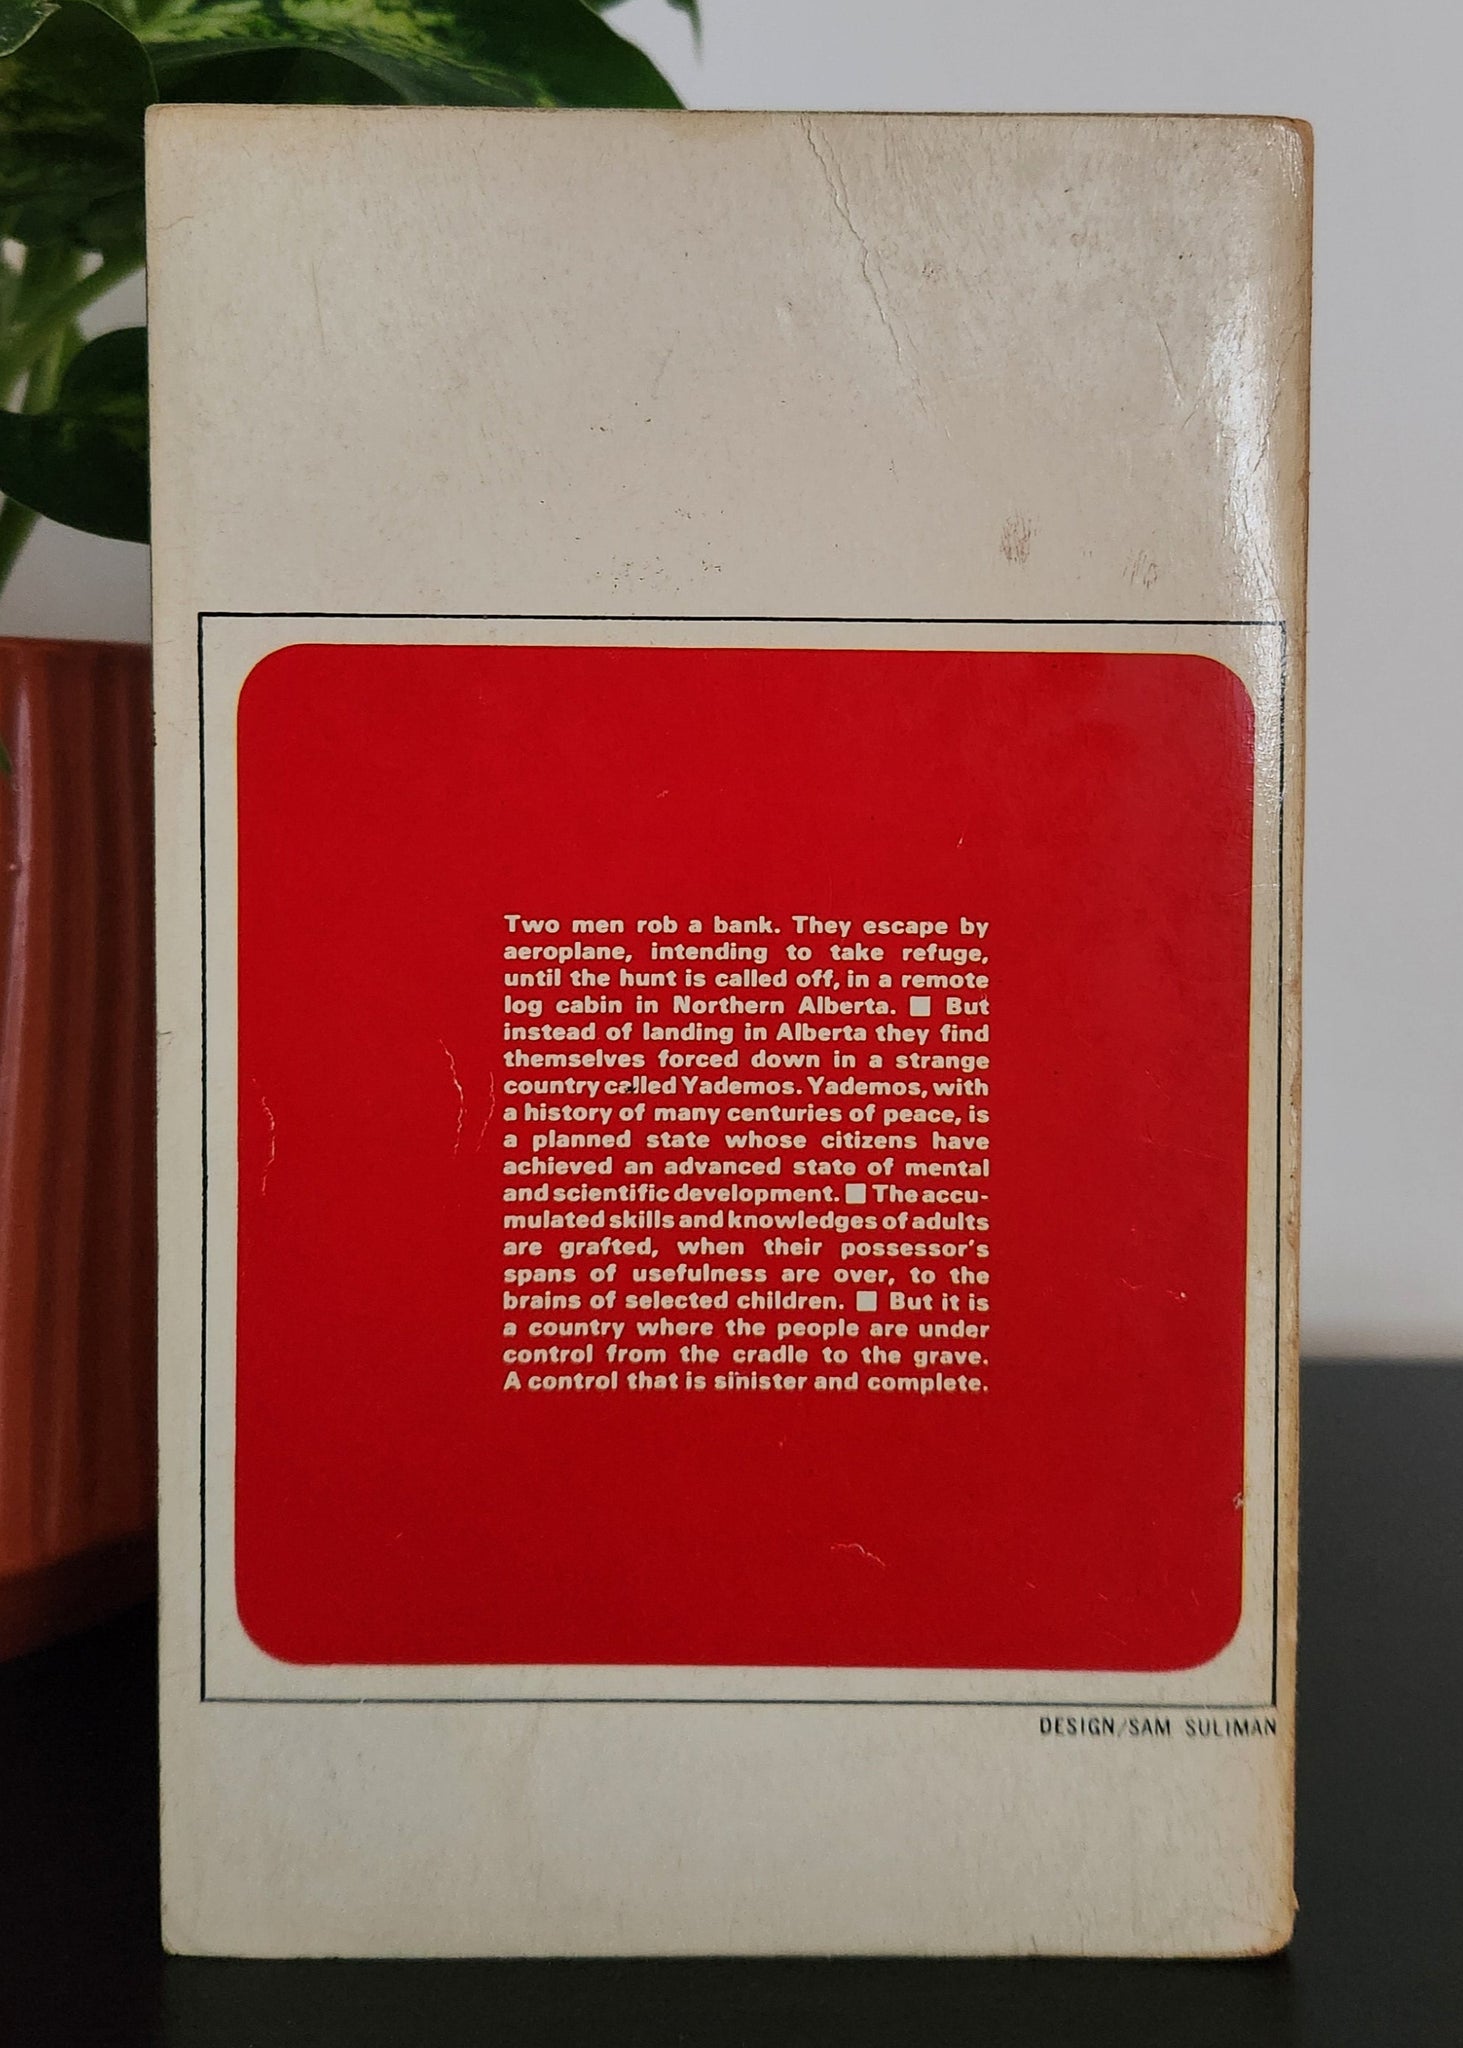 Two men rob a bank. They escape by
aeroplane, intending to take refuge,
until the hunt is called off, in a remote
log cabin in Northern Alberta. ■ But
instead of landing in Alberta they find
themselves forced down in a strange
country called Yademos. Yademos, with
a history of many centuries of peace, is
a planned state whose citizens have
achieved an advanced state of mental
and scientific development. ■ The accu-
mulated skills and knowledges of adults
are grafted, when their possessor's
spans of usefulness are over, to the
brains of selected children. ■ But it is
a country where the people are under
control from the cradle to the grave.
A control that is sinister and complete.
DESIGN/SAM SULIMAN